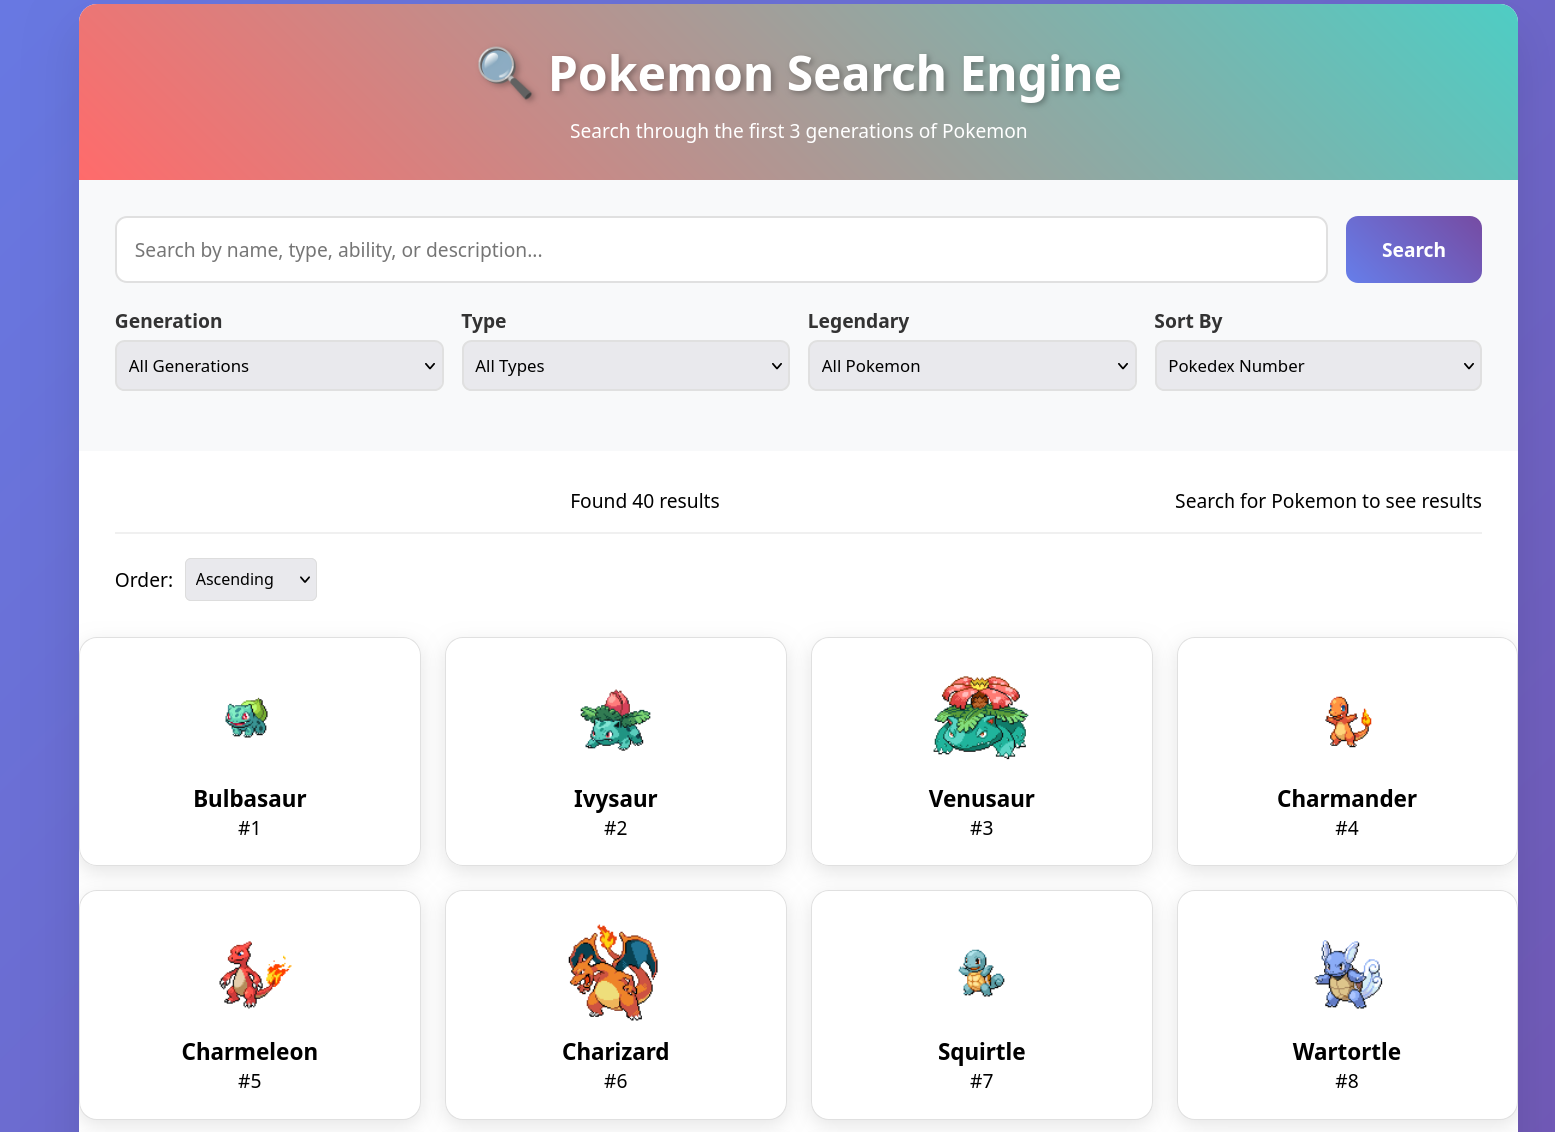 🔍 Pokemon Search Engine
Search through the first 3 generations of Pokemon
Search by name, type, ability, or description...
Search
Generation
Type
Legendary
Sort By
All Generations
All Types
All Pokemon
Pokedex Number
Found 40 results
Search for Pokemon to see results
Order:
Ascending
Bulbasaur
#1
Ivysaur
#2
Venusaur
#3
Charmander
#4
Charmeleon
#5
Charizard
#6
Squirtle
#7
Wartortle
#8